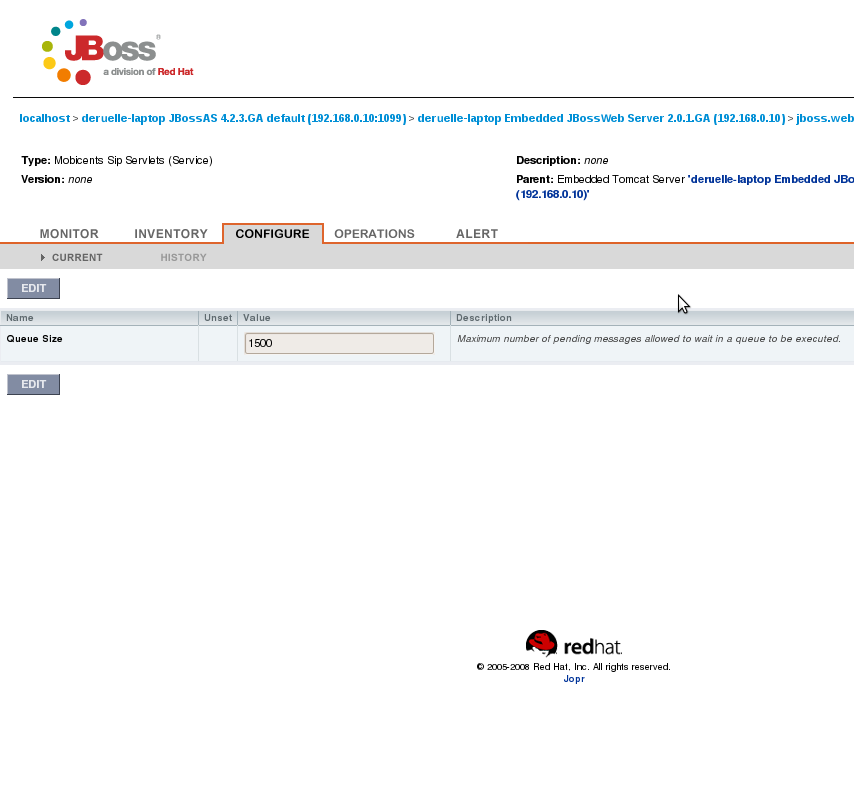 JBoss®
a division of Red Hat
localhost > deruelle-laptop JBossAS 4.2.3.GA default (192.168.0.10:1099) > deruelle-laptop Embedded JBossWeb Server 2.0.1.GA (192.168.0.10) > jboss.web
Type: Mobicents Sip Servlets (Service)
Description: none
Version: none
Parent: Embedded Tomcat Server 'deruelle-laptop Embedded JBo
(192.168.0.10)'
MONITOR INVENTORY CONFIGURE OPERATIONS ALERT
CURRENT HISTORY
EDIT
Name Unset Value Description
Queue Size 1500 Maximum number of pending messages allowed to wait in a queue to be executed.
EDIT
redhat.
© 2005-2008 Red Hat, Inc. All rights reserved.
Jopr